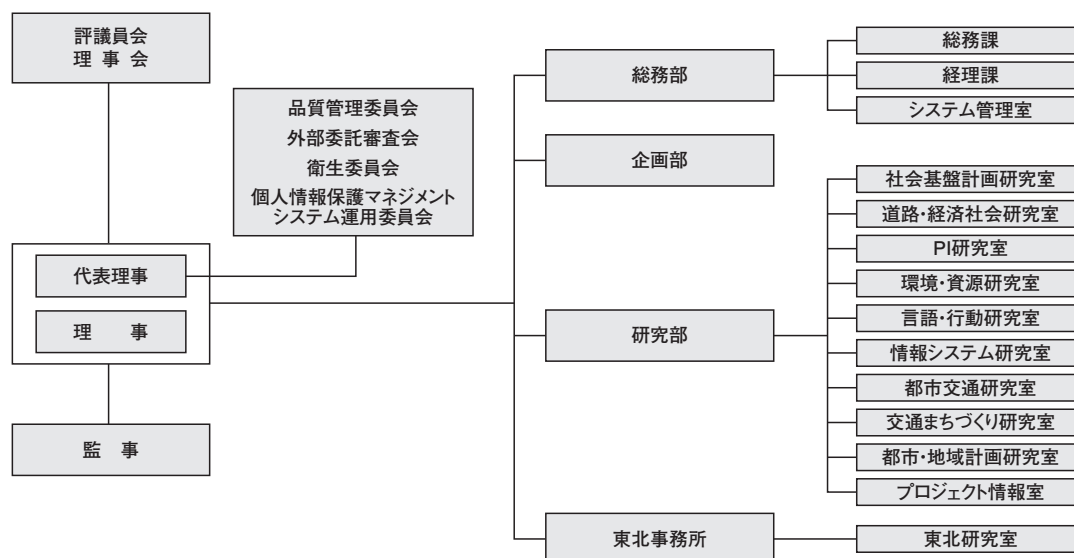 評議員会
理 事 会
品質管理委員会
外部委託審査会
衛生委員会
個人情報保護マネジメント
システム運用委員会
代表理事
理 事
監 事
総務部
総務課
経理課
システム管理室
企画部
研究部
社会基盤計画研究室
道路・経済社会研究室
PI研究室
環境・資源研究室
言語・行動研究室
情報システム研究室
都市交通研究室
交通まちづくり研究室
都市・地域計画研究室
プロジェクト情報室
東北事務所
東北研究室